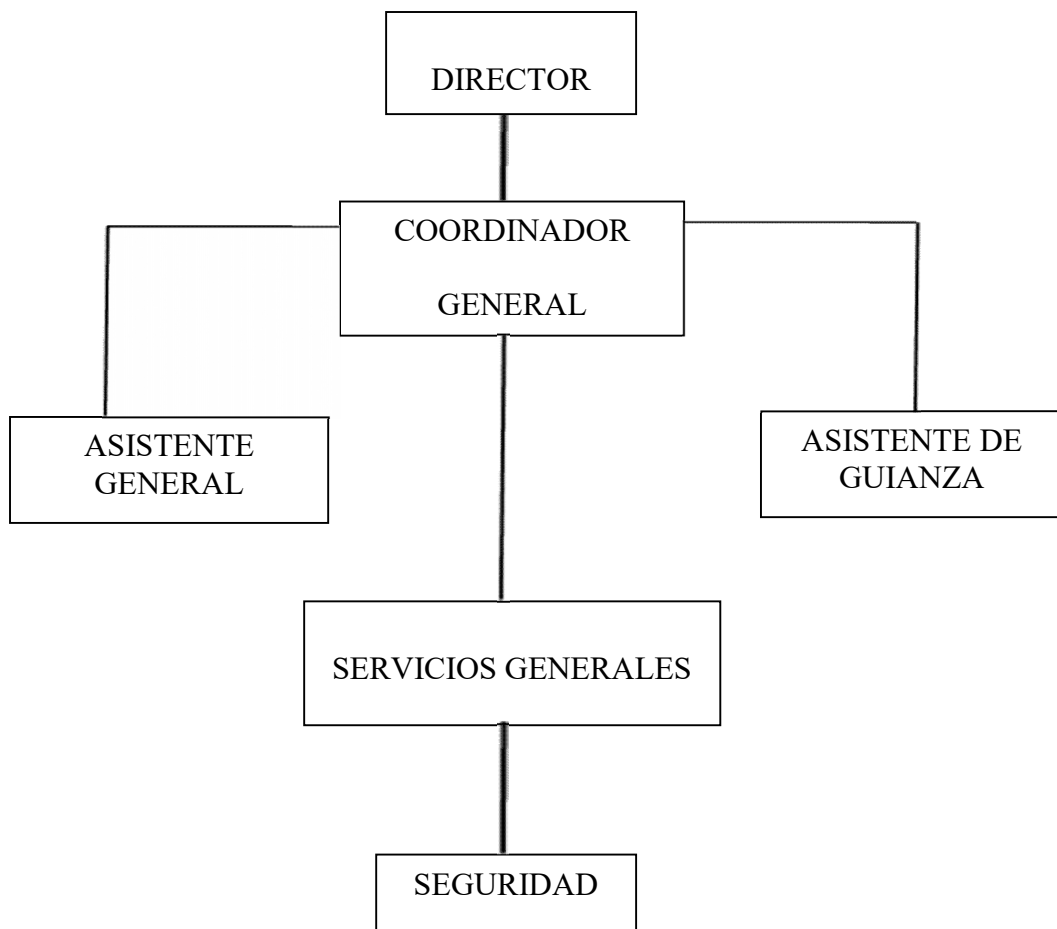 DIRECTOR
COORDINADOR
GENERAL
ASISTENTE
GENERAL
ASISTENTE DE
GUIANZA
SERVICIOS GENERALES
SEGURIDAD